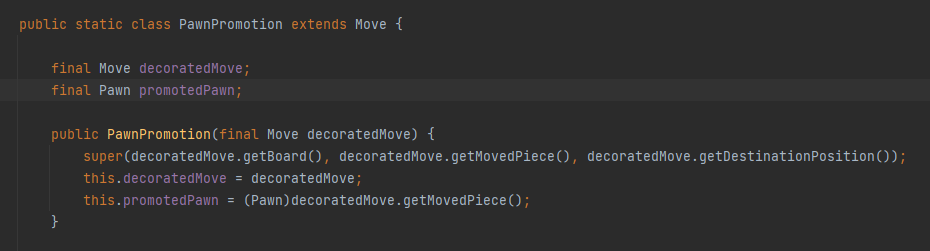 public static class PawnPromotion extends Move {
final Move decoratedMove;
final Pawn promotedPawn;
public PawnPromotion(final Move decoratedMove) {
super(decoratedMove.getBoard(), decoratedMove.getMovedPiece(), decoratedMove.getDestinationPosition());
this.decoratedMove = decoratedMove;
this.promotedPawn = (Pawn)decoratedMove.getMovedPiece();
}